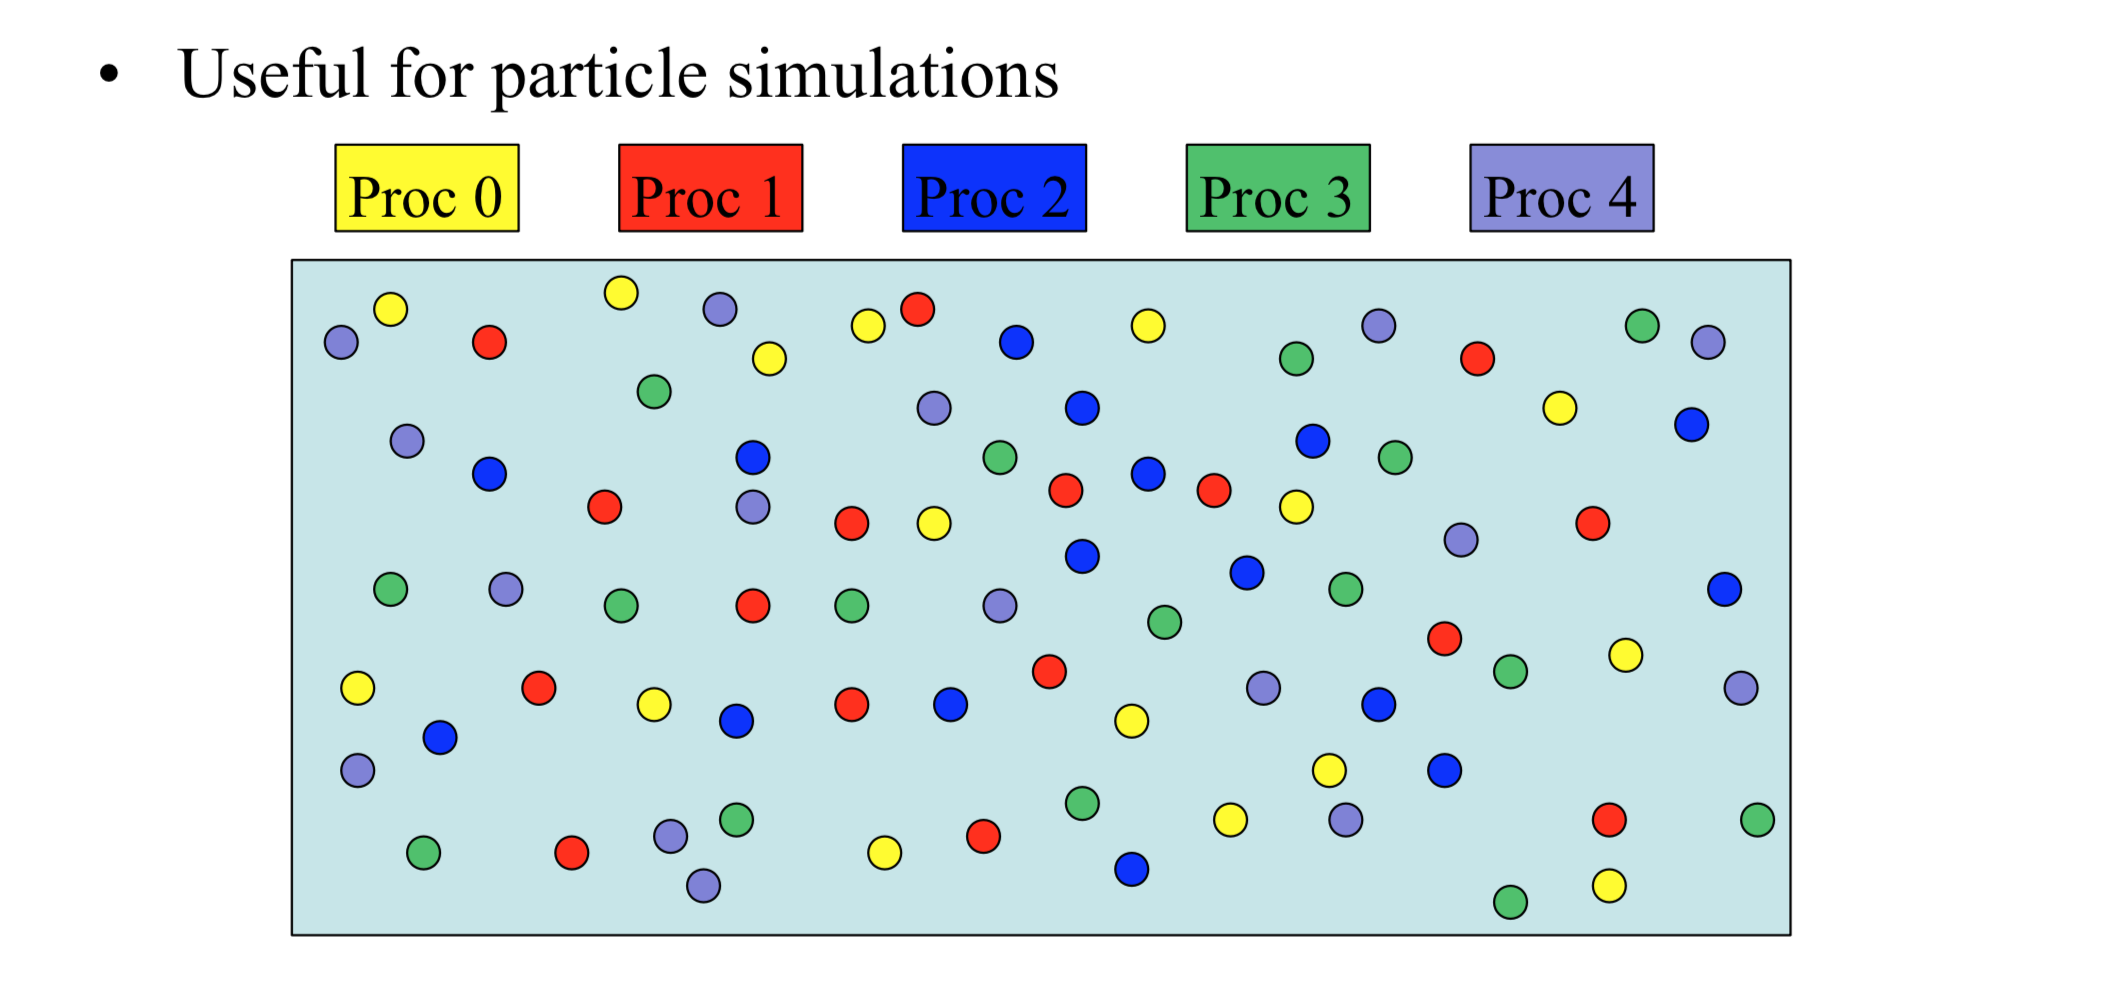 • Useful for particle simulations
Proc 0 Proc 1 Proc 2 Proc 3 Proc 4